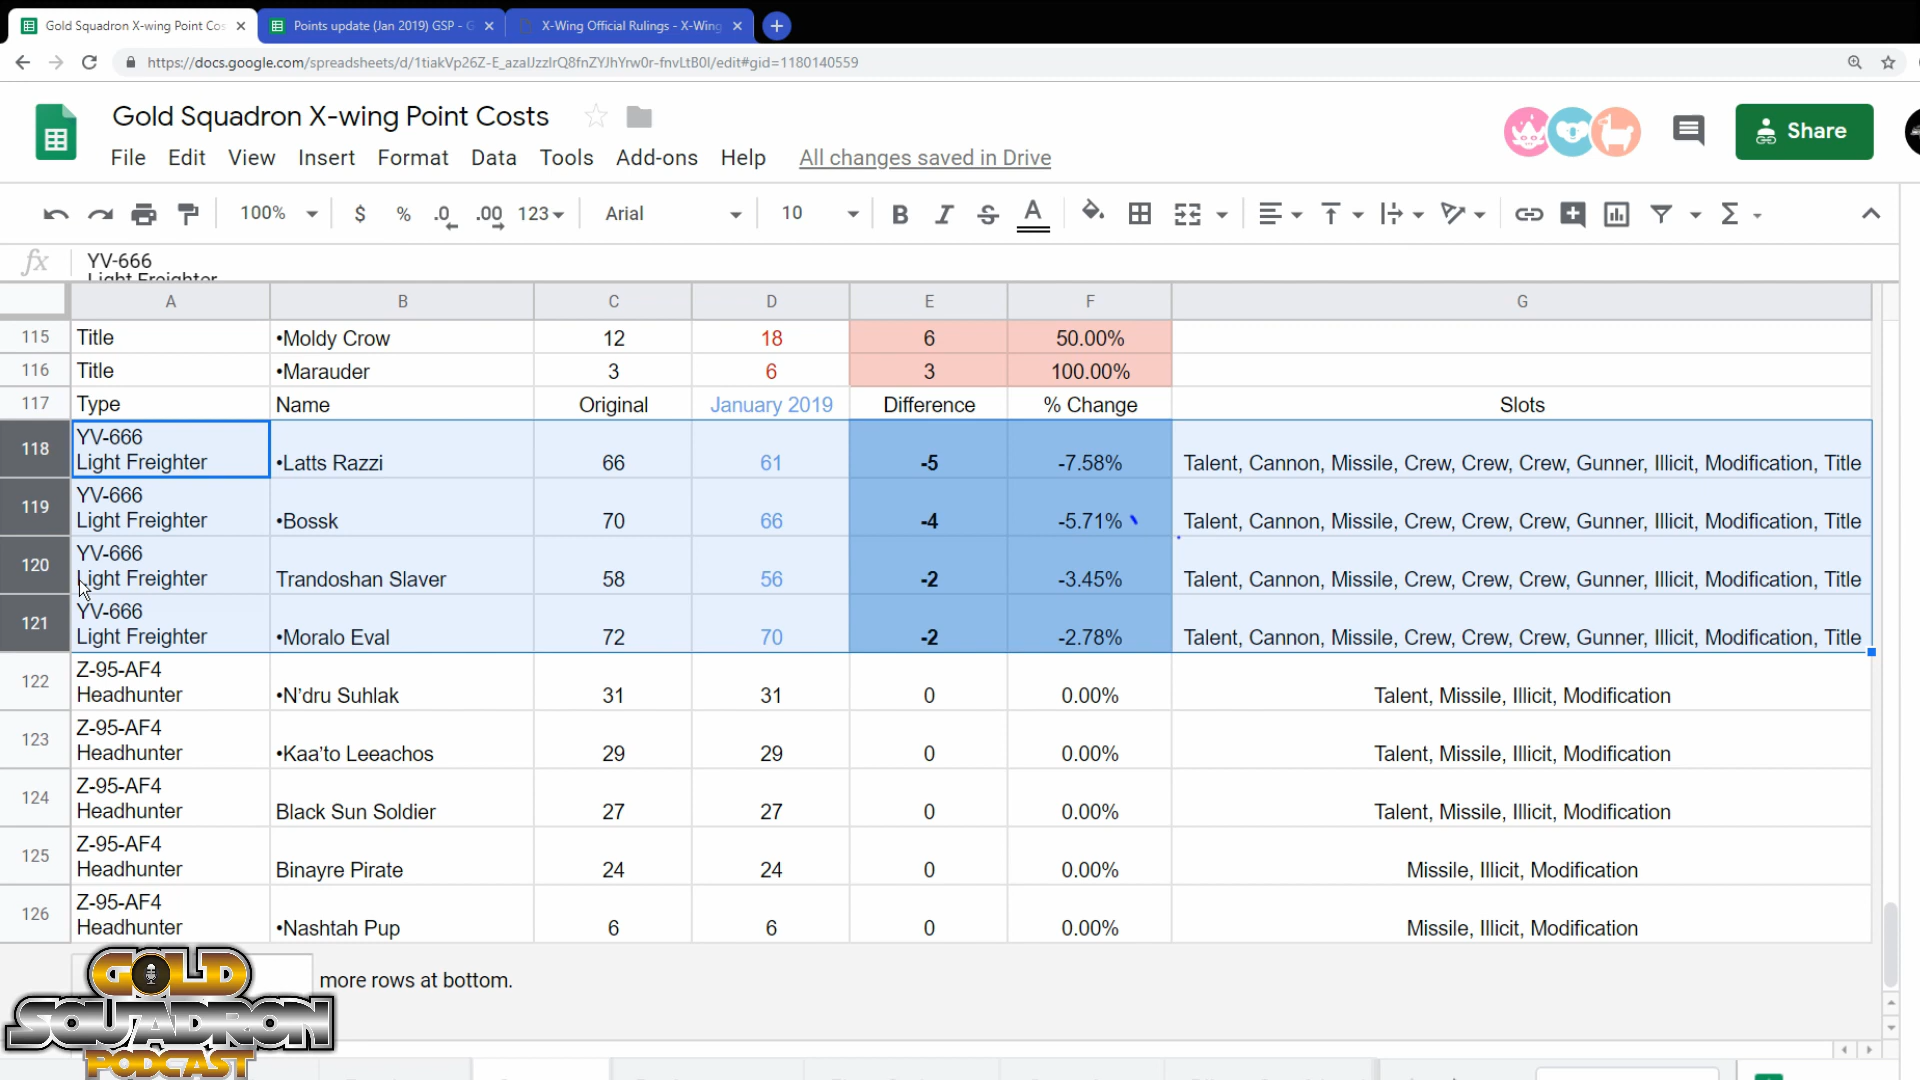 Gold Squadron X-wing Point Cos
Points update (Jan 2019) GSP - G
X-Wing Official Rulings - X-Wing
https://docs.google.com/spreadsheets/d/1tiakVp26Z-E_azaIJzzIrQ8fnZYJhYrw0r-fnvLtB0I/edit#gid=1180140559
Gold Squadron X-wing Point Costs
File Edit View Insert Format Data Tools Add-ons Help All changes saved in Drive
Share
100% $ % .0 .00 123 Arial 10 B I S A Σ
fx YV-666
Light Freighter
A B C D E F G
115 Title •Moldy Crow 12 18 6 50.00%
116 Title •Marauder 3 6 3 100.00%
117 Type Name Original January 2019 Difference % Change Slots
118 YV-666
Light Freighter •Latts Razzi 66 61 -5 -7.58% Talent, Cannon, Missile, Crew, Crew, Crew, Gunner, Illicit, Modification, Title
119 YV-666
Light Freighter •Bossk 70 66 -4 -5.71% Talent, Cannon, Missile, Crew, Crew, Crew, Gunner, Illicit, Modification, Title
120 YV-666
Light Freighter Trandoshan Slaver 58 56 -2 -3.45% Talent, Cannon, Missile, Crew, Crew, Crew, Gunner, Illicit, Modification, Title
121 YV-666
Light Freighter •Moralo Eval 72 70 -2 -2.78% Talent, Cannon, Missile, Crew, Crew, Crew, Gunner, Illicit, Modification, Title
122 Z-95-AF4
Headhunter •N’dru Suhlak 31 31 0 0.00% Talent, Missile, Illicit, Modification
123 Z-95-AF4
Headhunter •Kaa’to Leeachos 29 29 0 0.00% Talent, Missile, Illicit, Modification
124 Z-95-AF4
Headhunter Black Sun Soldier 27 27 0 0.00% Talent, Missile, Illicit, Modification
125 Z-95-AF4
Headhunter Binayre Pirate 24 24 0 0.00% Missile, Illicit, Modification
126 Z-95-AF4
Headhunter •Nashtah Pup 6 6 0 0.00% Missile, Illicit, Modification
more rows at bottom.
GOLD
SQUADRON
PODCAST